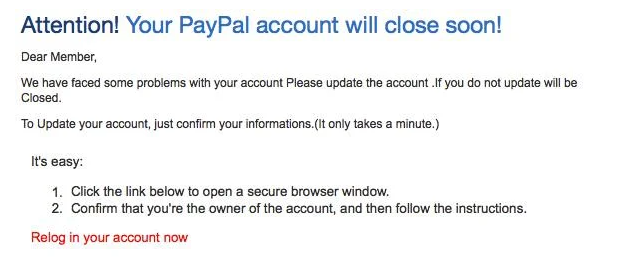 Attention! Your PayPal account will close soon!
Dear Member,
We have faced some problems with your account Please update the account .If you do not update will be
Closed.
To Update your account, just confirm your informations.(It only takes a minute.)
It's easy:
1. Click the link below to open a secure browser window.
2. Confirm that you're the owner of the account, and then follow the instructions.
Relog in your account now